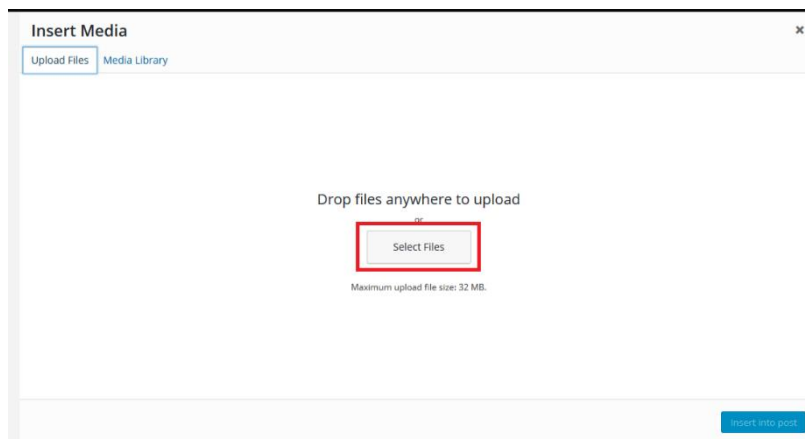 Insert Media
×
Upload Files Media Library
Drop files anywhere to upload
or
Select Files
Maximum upload file size: 32 MB.
Insert into post